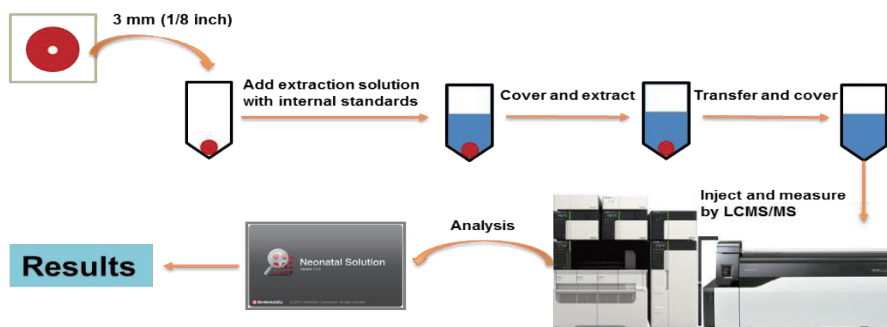 3 mm (1/8 inch)
Add extraction solution
with internal standards
Cover and extract
Transfer and cover
Inject and measure
by LCMS/MS
Analysis
Neonatal Solution
SHIMADZU
Results